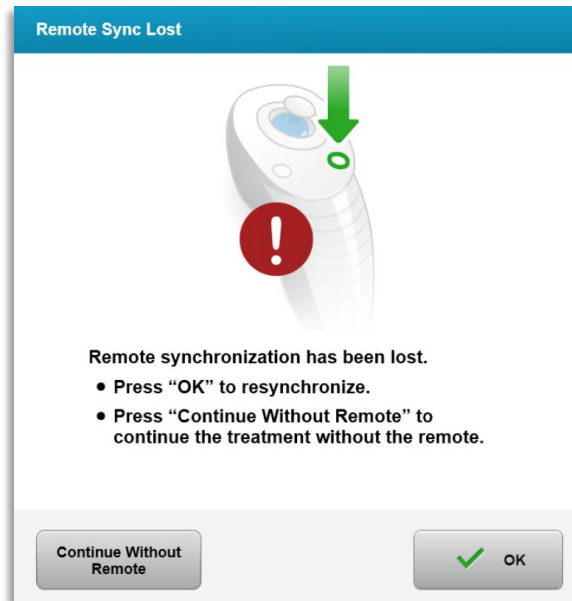 Remote Sync Lost
Remote synchronization has been lost.
• Press “OK” to resynchronize.
• Press “Continue Without Remote” to
continue the treatment without the remote.
Continue Without
Remote
OK